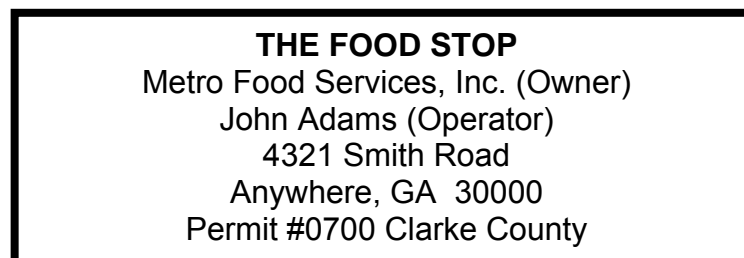 THE FOOD STOP
Metro Food Services, Inc. (Owner)
John Adams (Operator)
4321 Smith Road
Anywhere, GA  30000
Permit #0700 Clarke County